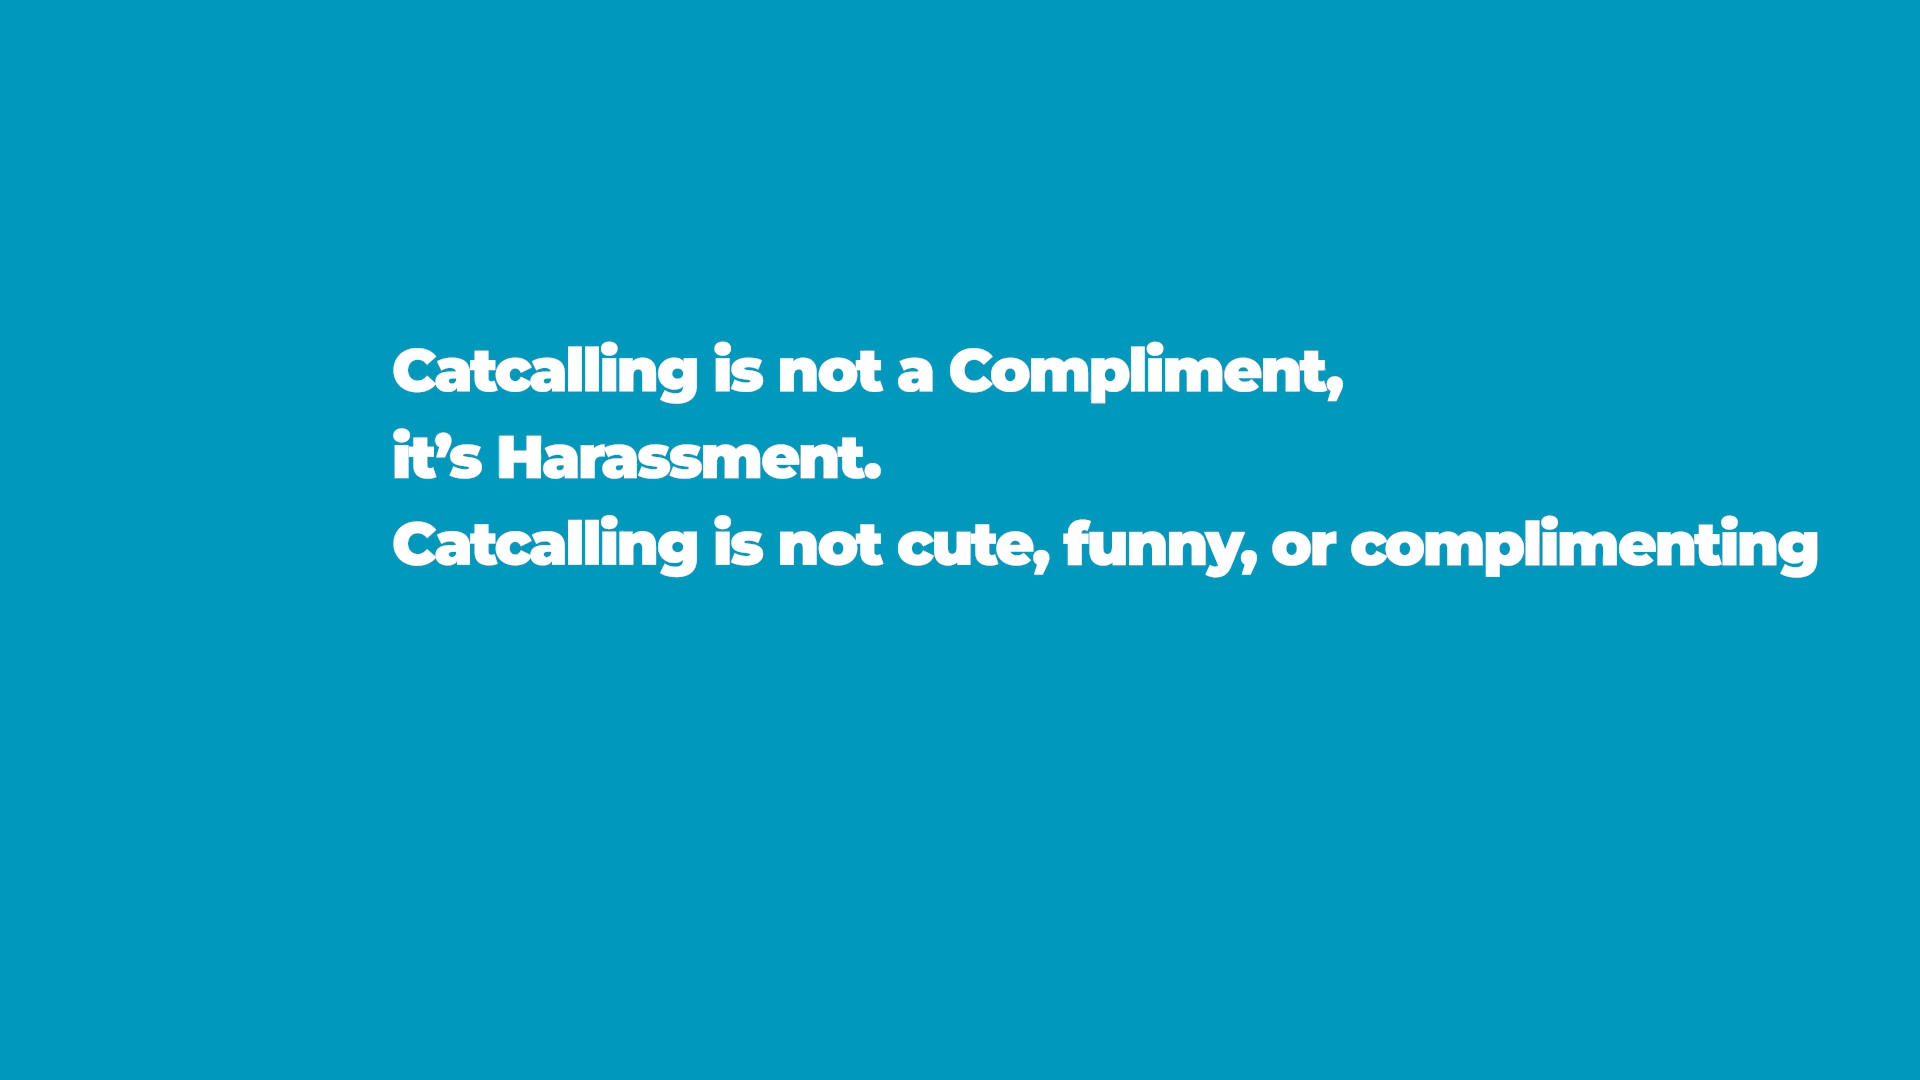 Catcalling is not a Compliment,
it’s Harassment.
Catcalling is not cute, funny, or complimenting